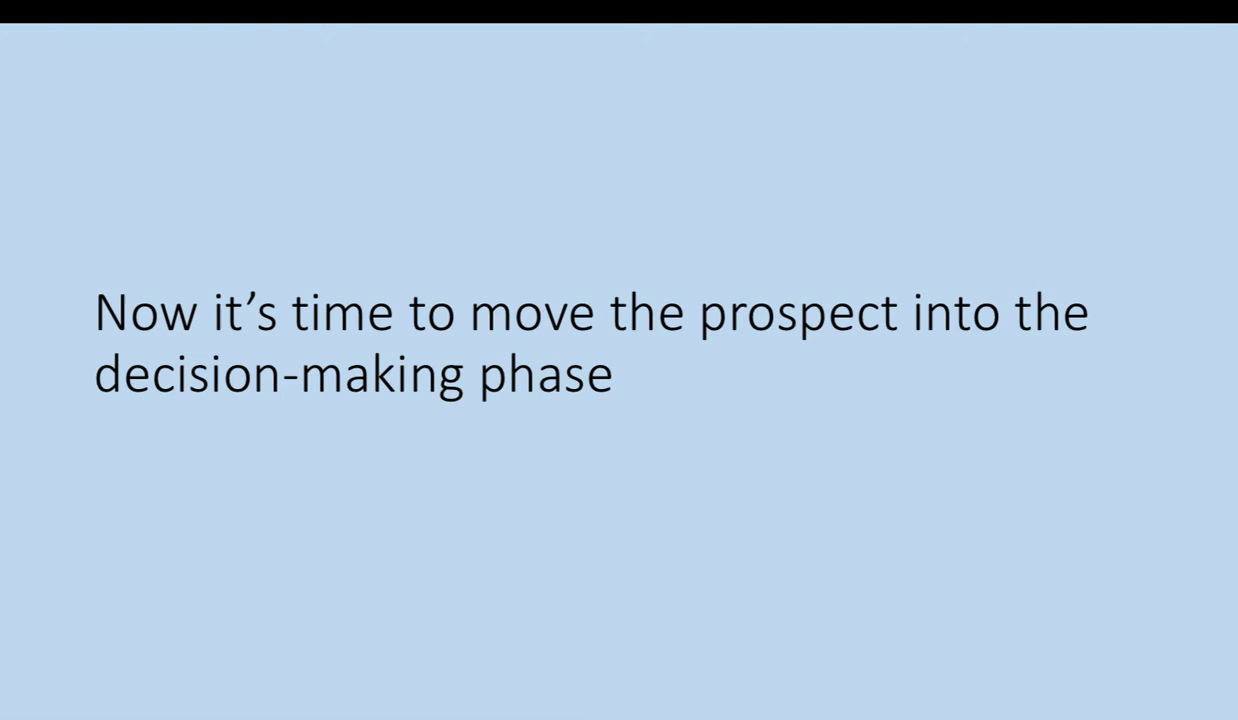 Now it’s time to move the prospect into the
decision-making phase